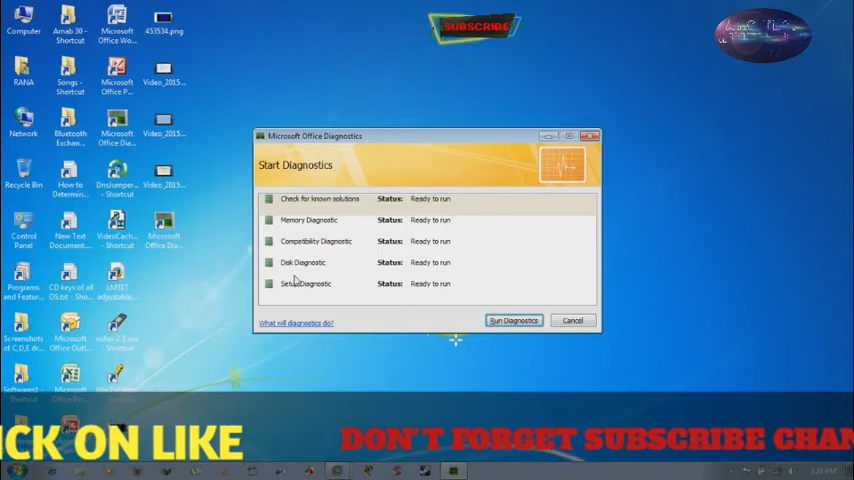 Computer
Arnab 30 -
Shortcut
Microsoft
Office Wo...
453534.png
SUBSCRIBE
RANA
Songs -
Shortcut
Microsoft
Office P...
Video_2015...
Network
Bluetooth
Exchan...
Microsoft
Office Dia...
Video_2015...
Microsoft Office Diagnostics
Start Diagnostics
Recycle Bin
How to
Determin...
DnsJumper...
- Shortcut
Video_2015...
Check for known solutions Status: Ready to run
Memory Diagnostic Status: Ready to run
Compatibility Diagnostic Status: Ready to run
Disk Diagnostic Status: Ready to run
Setup Diagnostic Status: Ready to run
Control
Panel
New Text
Document...
VideoCach...
- Shortcut
Microsoft
Office Dia...
Programs
and Featur...
CD keys of all
OS.txt - Sho...
LM317
adjustabl...
What will diagnostics do?
Run Diagnostics
Cancel
Screenshots
of C,D,E dr...
Microsoft
Office Outl...
rufus-2.3.exe
- Shortcut
Softwares1 -
Shortcut
Microsoft
ICK ON LIKE
DON'T FORGET SUBSCRIBE CHAN
3:24 PM